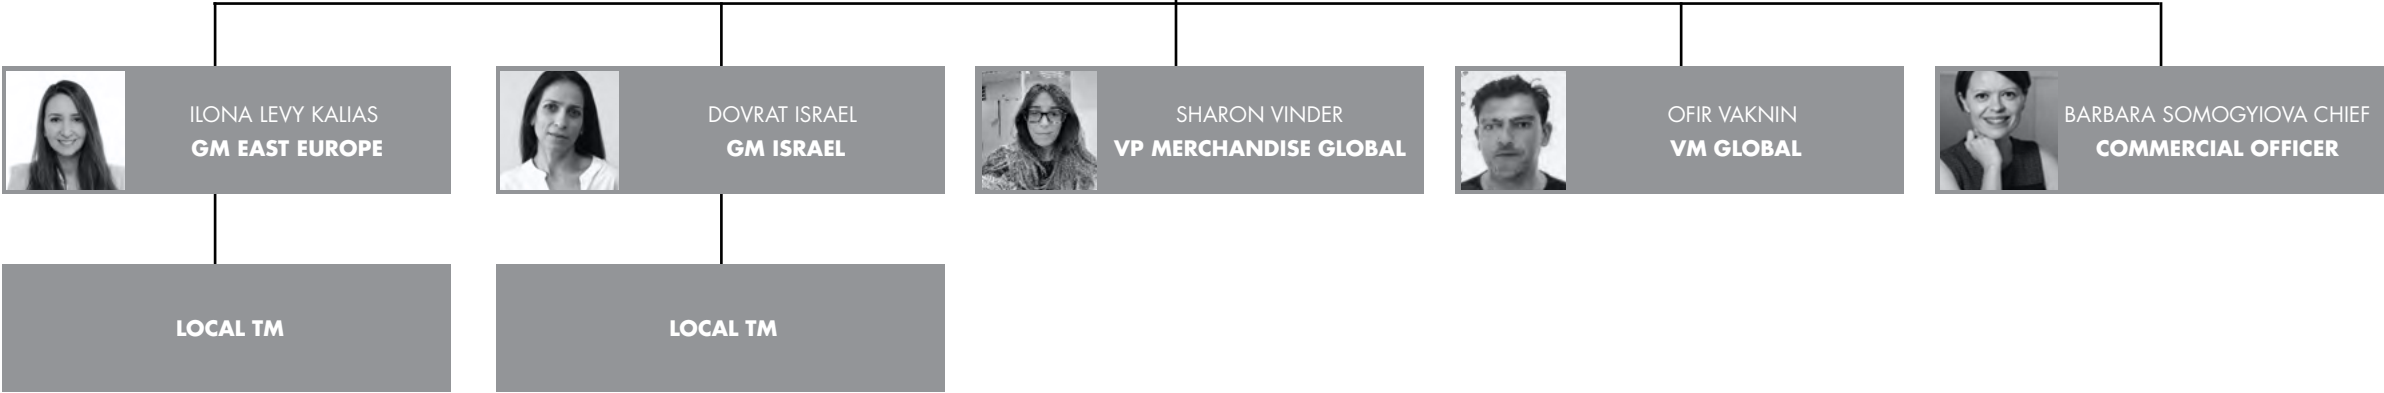 ILONA LEVY KALIAS
GM EAST EUROPE
DOVRAT ISRAEL
GM ISRAEL
SHARON VINDER
VP MERCHANDISE GLOBAL
OFIR VAKNIN
VM GLOBAL
BARBARA SOMOGYIOVA CHIEF
COMMERCIAL OFFICER
LOCAL TM
LOCAL TM